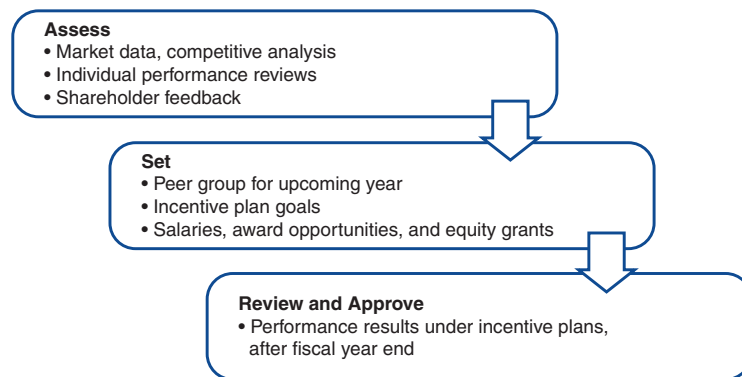 Assess
• Market data, competitive analysis
• Individual performance reviews
• Shareholder feedback
Set
• Peer group for upcoming year
• Incentive plan goals
• Salaries, award opportunities, and equity grants
Review and Approve
• Performance results under incentive plans,
after fiscal year end